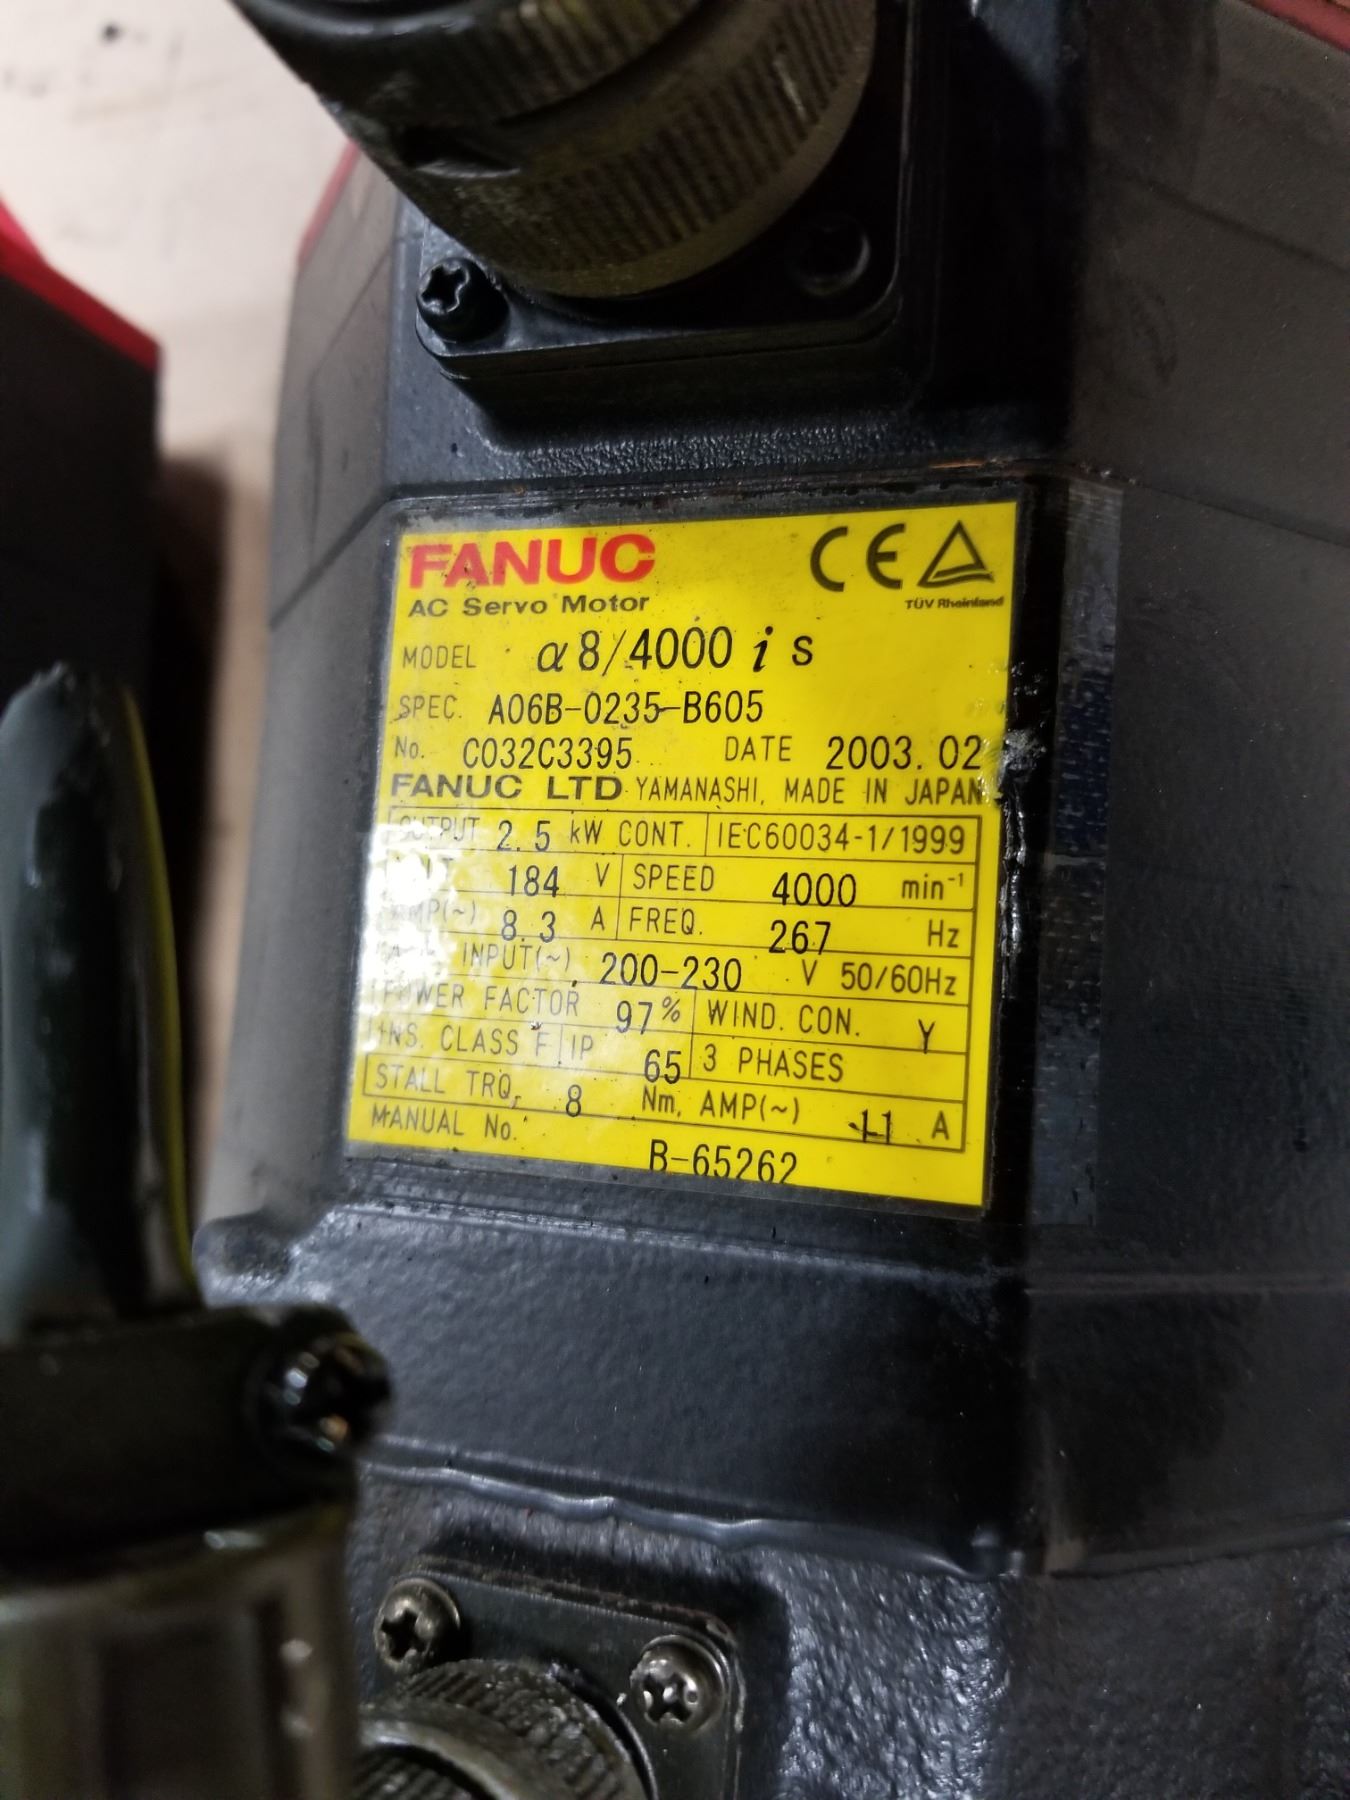 FANUC CE
AC Servo Motor TÜV Rheinland
MODEL α8/4000 i s
SPEC. A06B-0235-B605
No. C032C3395 DATE 2003.02
FANUC LTD YAMANASHI, MADE IN JAPAN
OUTPUT 2.5 kW CONT. IEC60034-1/1999
184 V SPEED 4000 min⁻¹
AMP(~) 8.3 A FREQ. 267 Hz
INPUT(~) 200-230 V 50/60Hz
POWER FACTOR 97% WIND. CON. Y
INS. CLASS F IP 65 3 PHASES
STALL TRQ. 8 Nm, AMP(~) 11 A
MANUAL No. B-65262